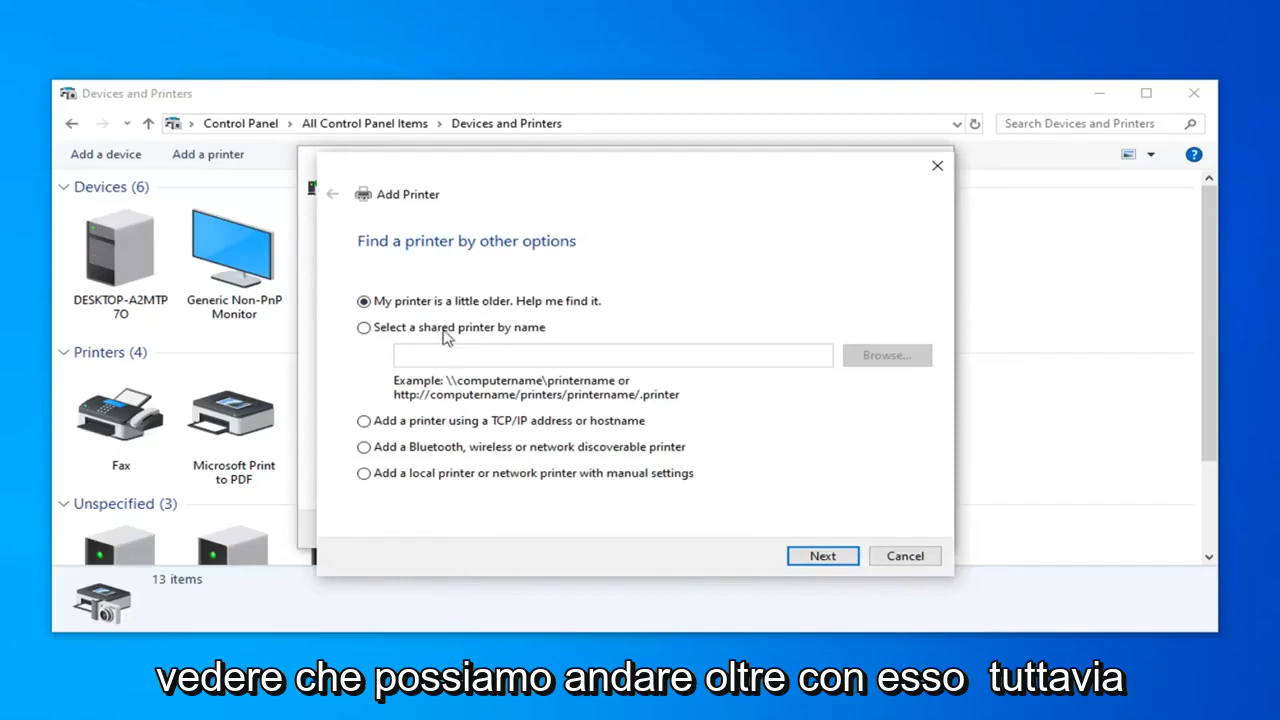 Devices and Printers
Control Panel > All Control Panel Items > Devices and Printers
Search Devices and Printers
Add a device
Add a printer
Devices (6)
DESKTOP-A2MTP
7O
Generic Non-PnP
Monitor
Printers (4)
Fax
Microsoft Print
to PDF
Unspecified (3)
13 items
Add Printer
Find a printer by other options
My printer is a little older. Help me find it.
Select a shared printer by name
Browse...
Example: \\computername\printername or
http://computername/printers/printername/.printer
Add a printer using a TCP/IP address or hostname
Add a Bluetooth, wireless or network discoverable printer
Add a local printer or network printer with manual settings
Next
Cancel
vedere che possiamo andare oltre con esso tuttavia